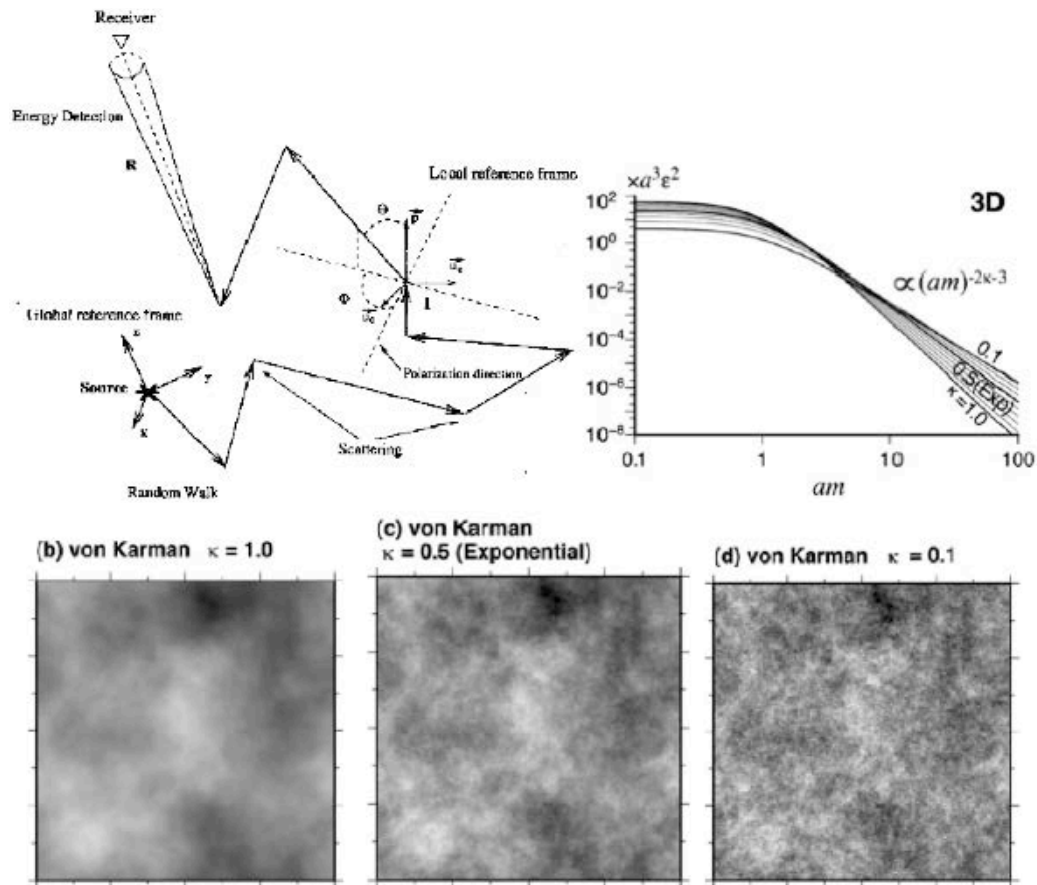 Receiver
Energy Detection
R
Local reference frame
Θ
Φ
1
Global reference frame
z
y
x
Source
Polarization direction
Scattering
Random Walk
×a³ε²
3D
10²
10⁰
10⁻²
10⁻⁴
10⁻⁶
10⁻⁸
∝(am)⁻²ᵏ⁻³
0.1
0.5(Exp)
κ=1.0
0.1 1 10 100
am
(b) von Karman κ = 1.0
(c) von Karman
κ = 0.5 (Exponential)
(d) von Karman κ = 0.1